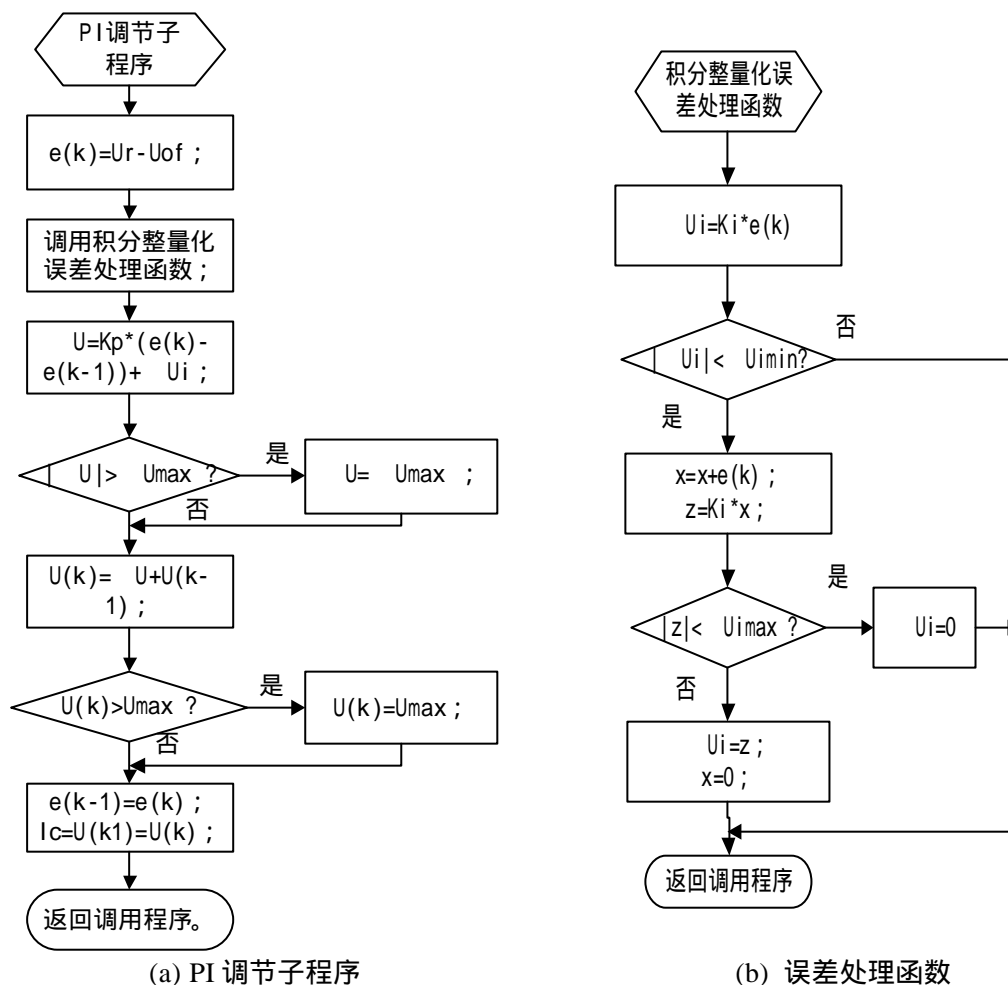 PI调节子
程序
e(k)=Ur-Uof；
调用积分整量化
误差处理函数；
U=Kp*(e(k)-
e(k-1))+ Ui；
| U|> Umax？
是
U= Umax ；
否
U(k)= U+U(k-
1)；
U(k)>Umax？
是
U(k)=Umax；
否
e(k-1)=e(k)；
Ic=U(k1)=U(k)；
返回调用程序。
(a) PI 调节子程序
积分整量化误
差处理函数
Ui=Ki*e(k)
| Ui|< Uimin?
否
是
x=x+e(k)；
z=Ki*x；
|z|< Uimax？
是
Ui=0
否
Ui=z；
x=0；
返回调用程序
(b) 误差处理函数